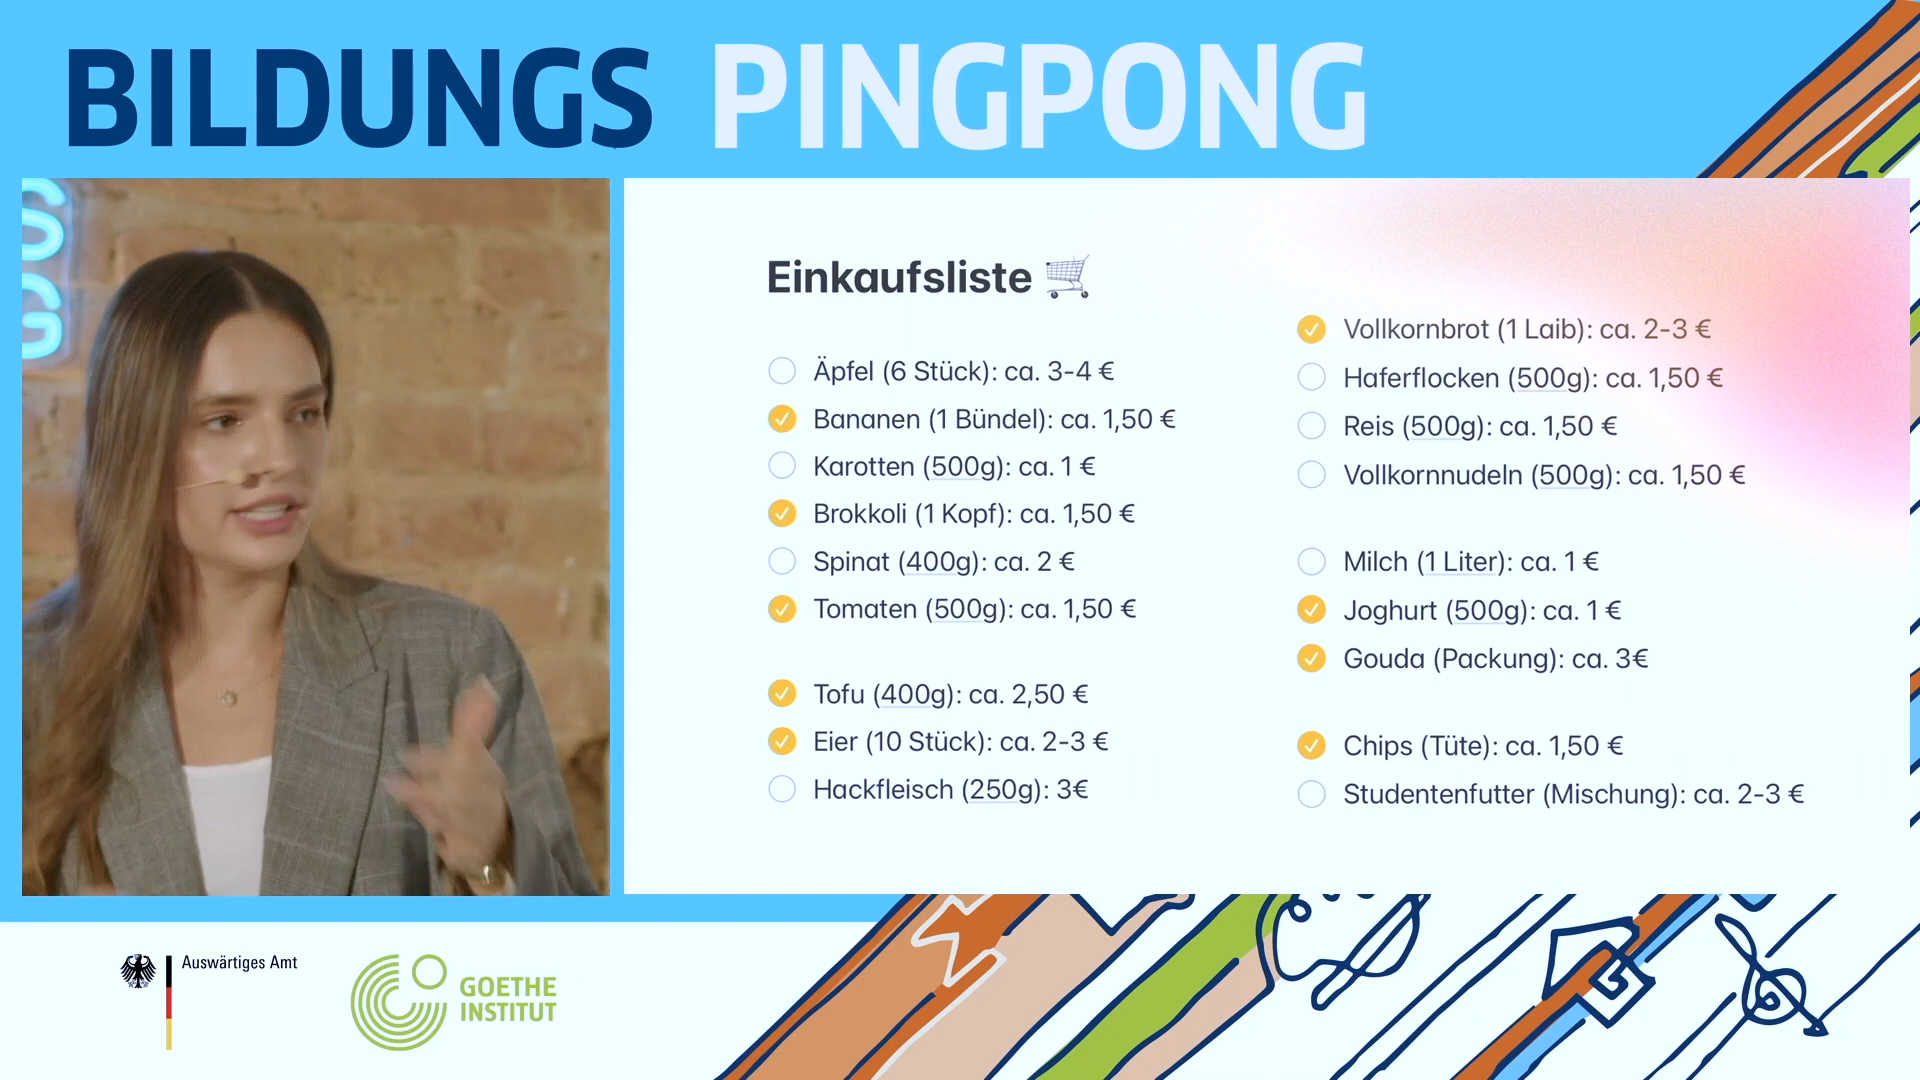 BILDUNGS PINGPONG
S
G
Einkaufsliste
Äpfel (6 Stück): ca. 3-4 €
Bananen (1 Bündel): ca. 1,50 €
Karotten (500g): ca. 1 €
Brokkoli (1 Kopf): ca. 1,50 €
Spinat (400g): ca. 2 €
Tomaten (500g): ca. 1,50 €
Tofu (400g): ca. 2,50 €
Eier (10 Stück): ca. 2-3 €
Hackfleisch (250g): 3€
Vollkornbrot (1 Laib): ca. 2-3 €
Haferflocken (500g): ca. 1,50 €
Reis (500g): ca. 1,50 €
Vollkornnudeln (500g): ca. 1,50 €
Milch (1 Liter): ca. 1 €
Joghurt (500g): ca. 1 €
Gouda (Packung): ca. 3€
Chips (Tüte): ca. 1,50 €
Studentenfutter (Mischung): ca. 2-3 €
Auswärtiges Amt
GOETHE
INSTITUT